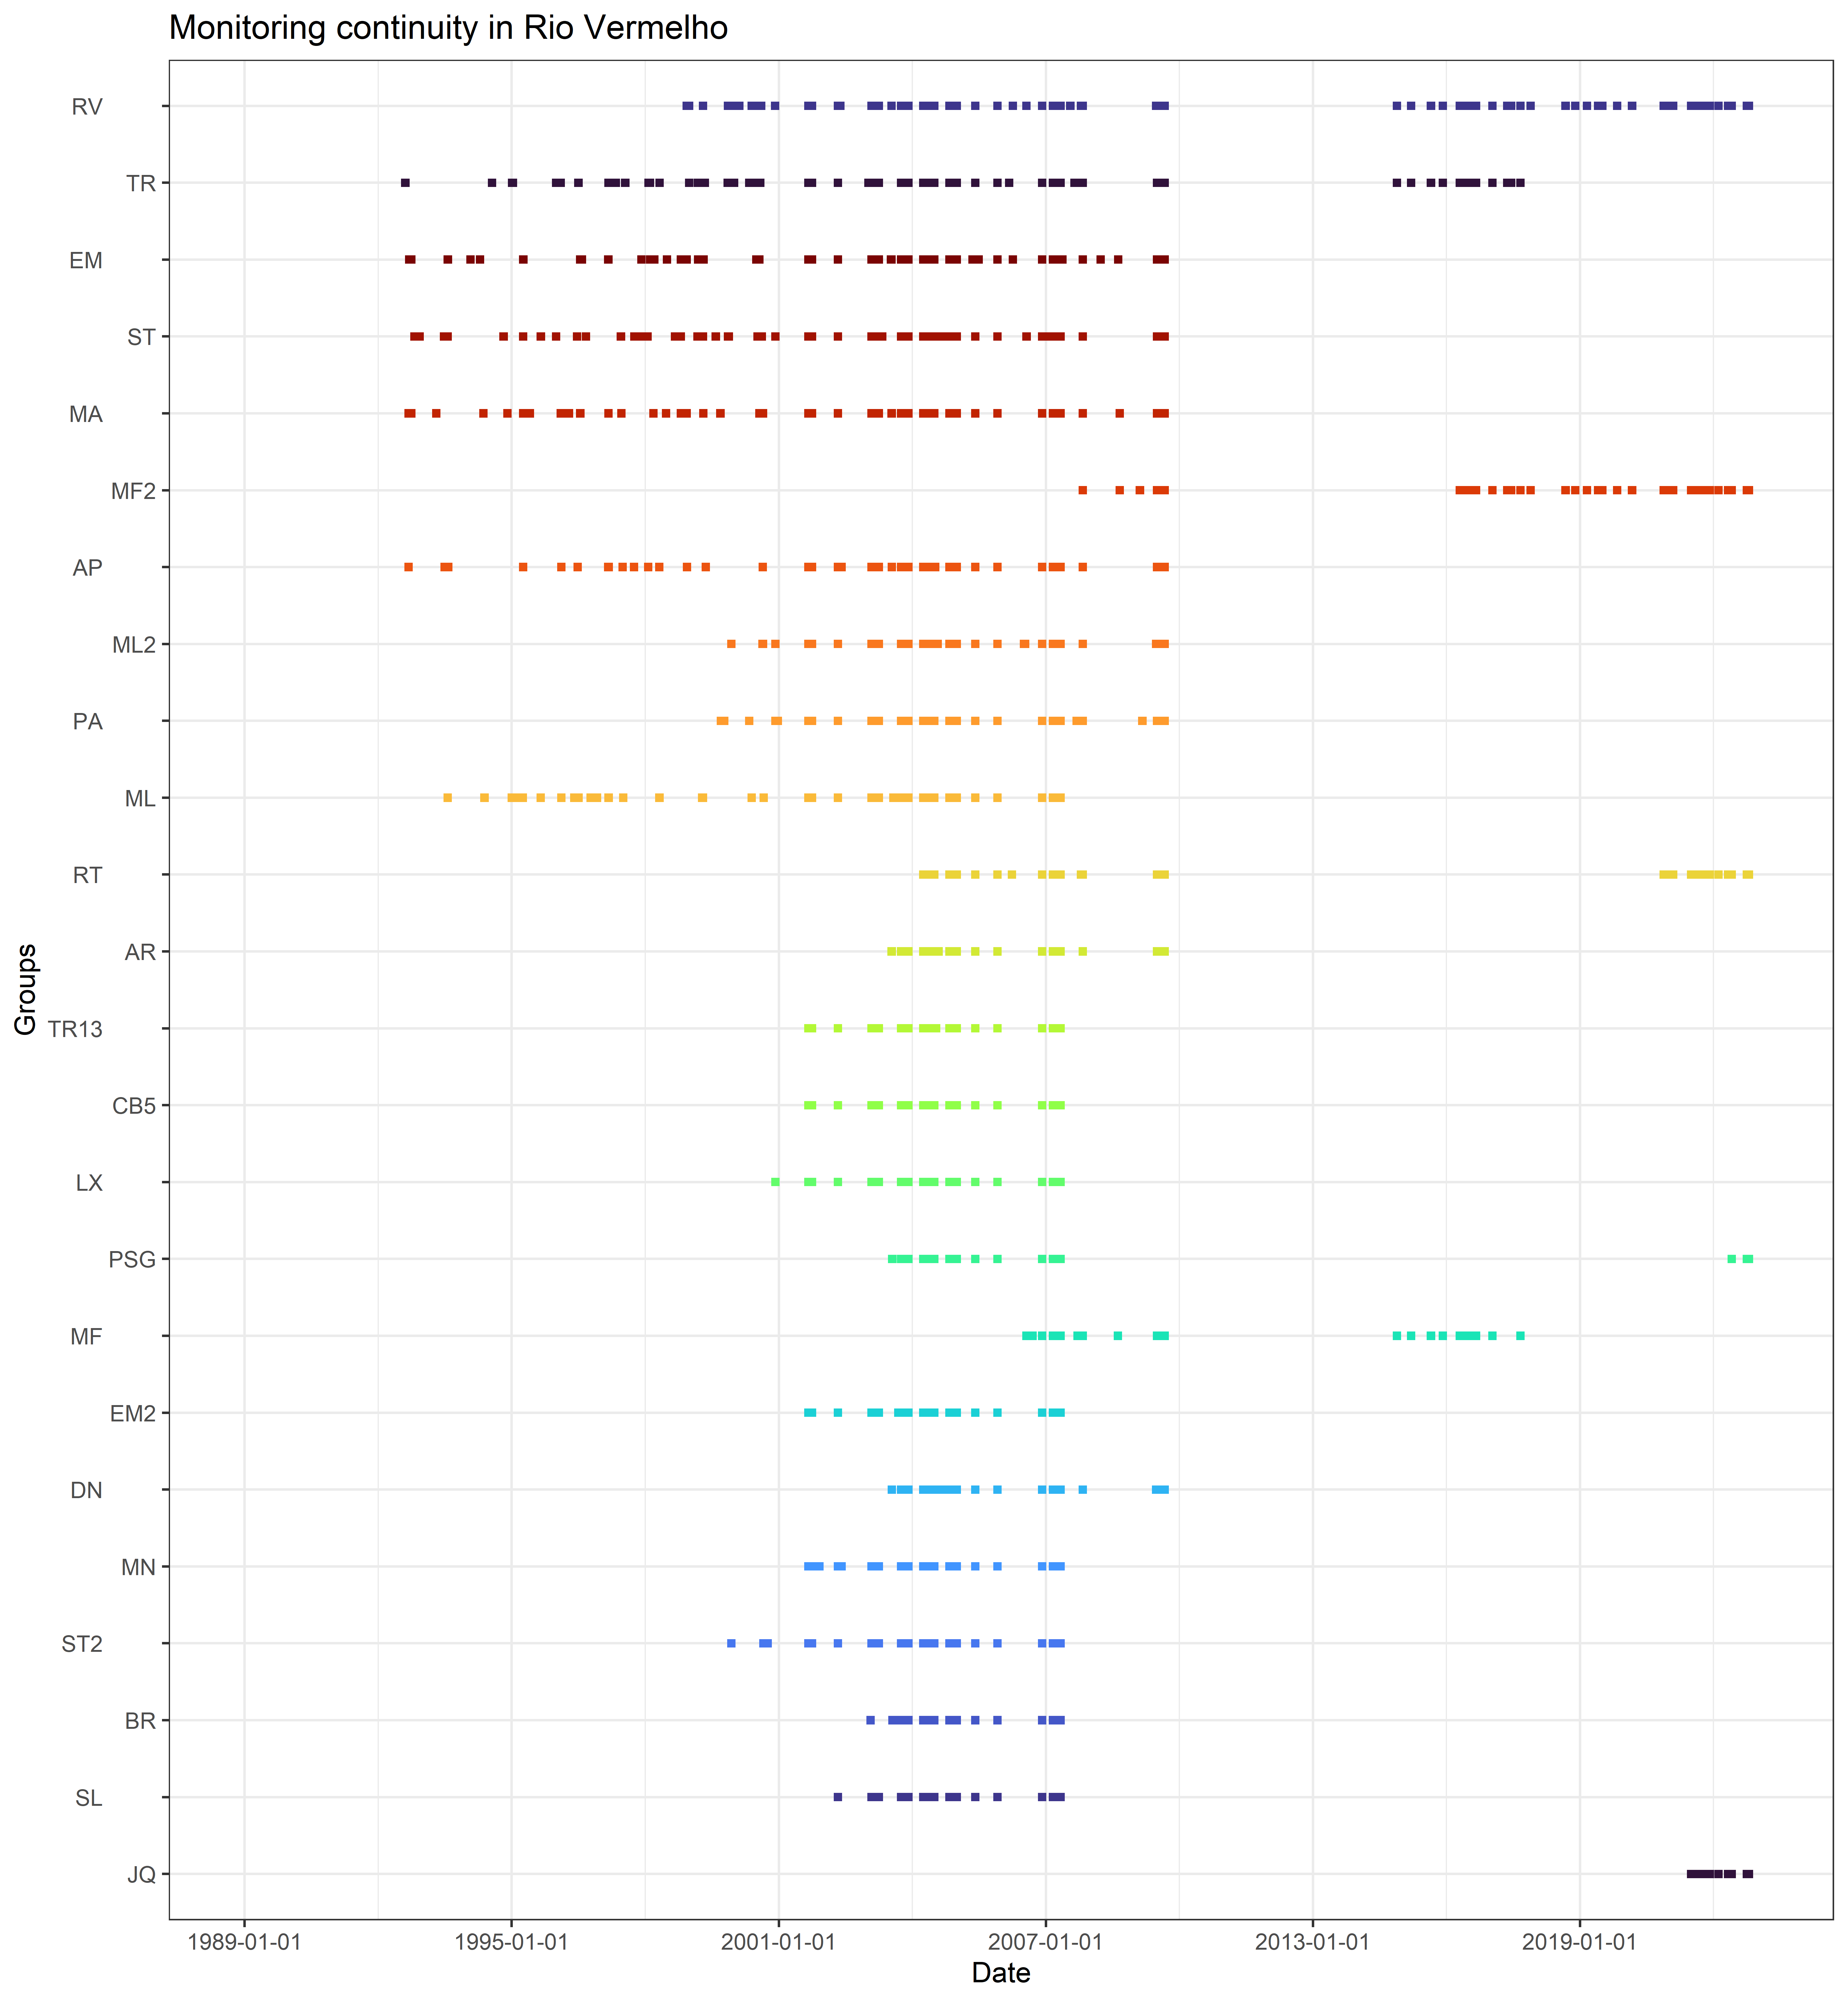 Monitoring continuity in Rio Vermelho
RV
TR
EM
ST
MA
MF2
AP
ML2
PA
ML
RT
AR
TR13
CB5
LX
PSG
MF
EM2
DN
MN
ST2
BR
SL
JQ
Groups
1989-01-01
1995-01-01
2001-01-01
2007-01-01
2013-01-01
2019-01-01
Date